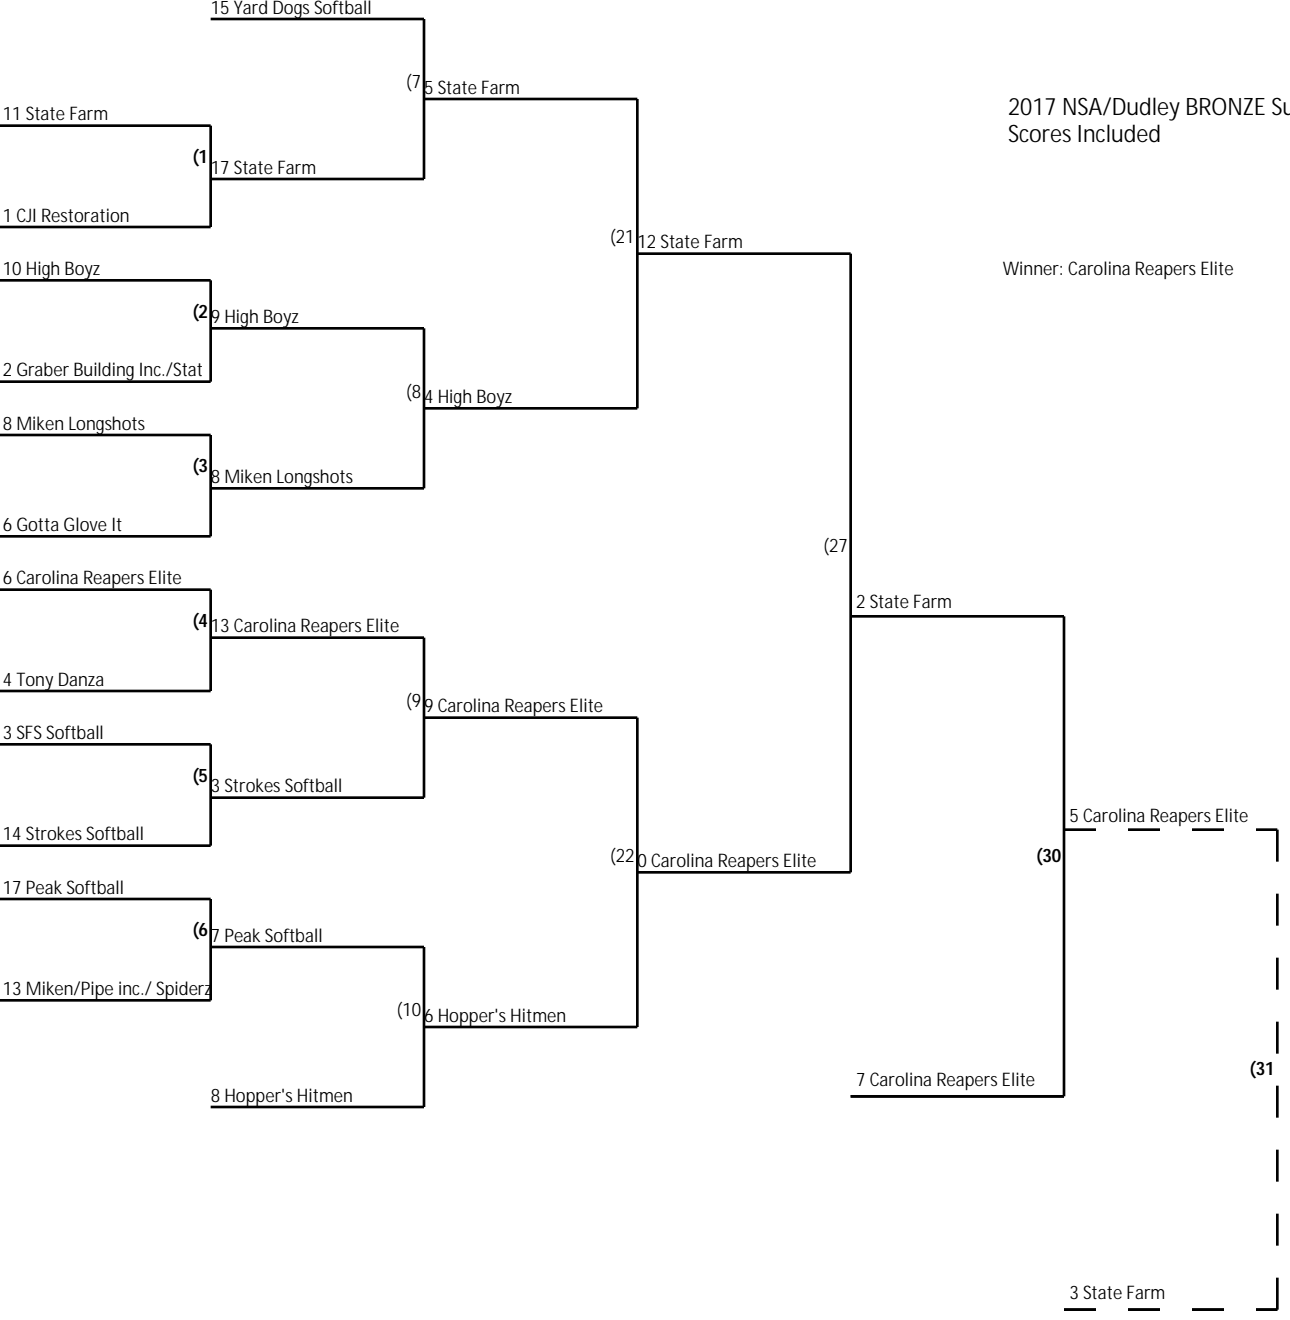 15 Yard Dogs Softball
(7
5 State Farm
2017 NSA/Dudley BRONZE Su
Scores Included
11 State Farm
(1
17 State Farm
1 CJI Restoration
(21
12 State Farm
Winner: Carolina Reapers Elite
10 High Boyz
(2
9 High Boyz
2 Graber Building Inc./Stat
(8
4 High Boyz
8 Miken Longshots
(3
8 Miken Longshots
6 Gotta Glove It
(27
6 Carolina Reapers Elite
2 State Farm
(4
13 Carolina Reapers Elite
4 Tony Danza
(9
9 Carolina Reapers Elite
3 SFS Softball
(5
3 Strokes Softball
14 Strokes Softball
5 Carolina Reapers Elite
(22
0 Carolina Reapers Elite
(30
17 Peak Softball
(6
7 Peak Softball
13 Miken/Pipe inc./ Spiderz
(10
6 Hopper's Hitmen
8 Hopper's Hitmen
7 Carolina Reapers Elite
(31
3 State Farm